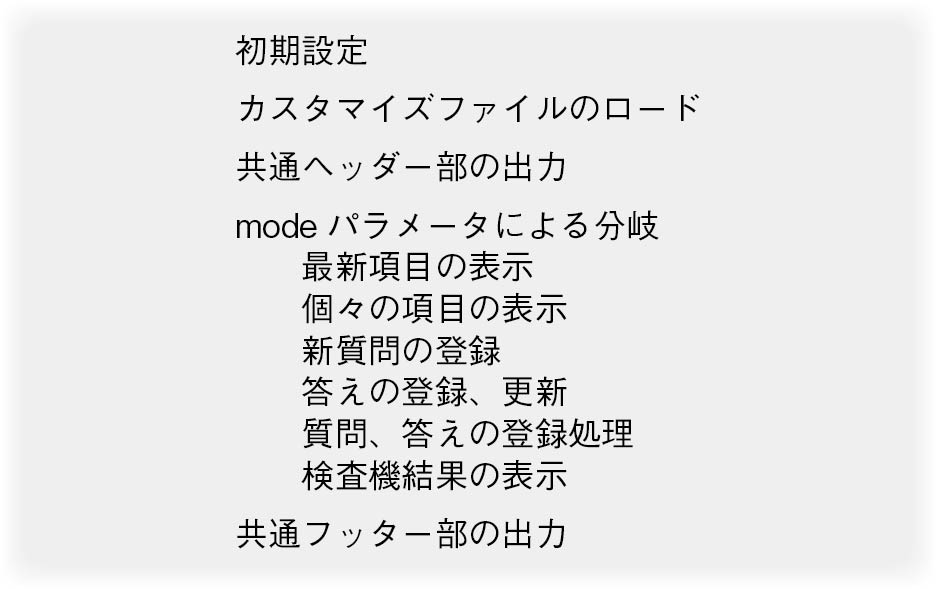 初期設定
カスタマイズファイルのロード
共通ヘッダー部の出力
mode パラメータによる分岐
最新項目の表示
個々の項目の表示
新質問の登録
答えの登録、更新
質問、答えの登録処理
検査機結果の表示
共通フッター部の出力